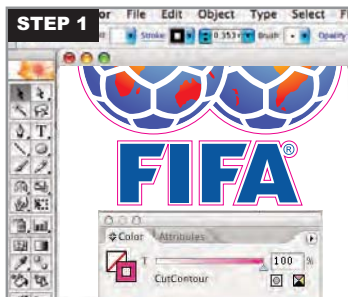 STEP 1
or File Edit Object Type Select F
Stroke: 0.353 Brush: Opacity
FIFA®
Color Attributes
T 100 %
CutContour